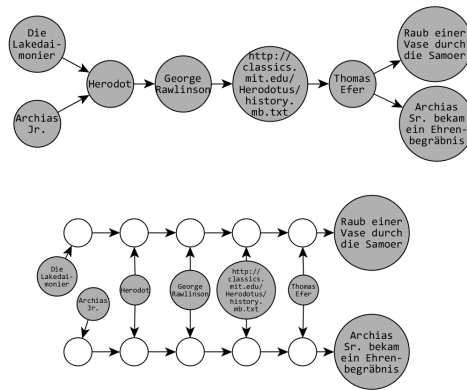 Die
Lakedai-
monier
Archias
Jr.
Herodot
George
Rawlinson
http://
classics.
mit.edu/
Herodotus/
history.
mb.txt
Thomas
Efer
Raub einer
Vase durch
die Samoer
Archias
Sr. bekam
ein Ehren-
begräbnis
Die
Lakedai-
monier
Archias
Jr.
Herodot
George
Rawlinson
http://
classics.
mit.edu/
Herodotus/
history.
mb.txt
Thomas
Efer
Raub einer
Vase durch
die Samoer
Archias
Sr. bekam
ein Ehren-
begräbnis